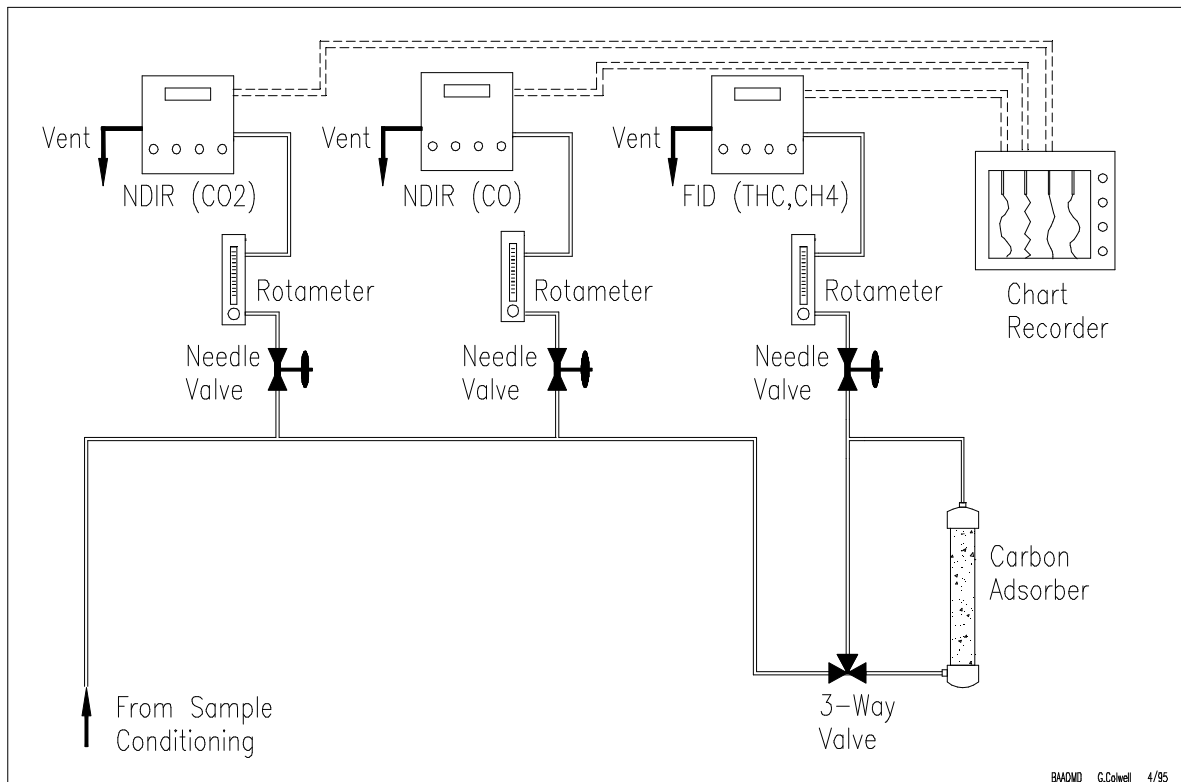 Vent
Vent
Vent
NDIR (CO2)
NDIR (CO)
FID (THC,CH4)
Rotameter
Rotameter
Rotameter
Chart
Recorder
Needle
Valve
Needle
Valve
Needle
Valve
Carbon
Adsorber
From Sample
Conditioning
3-Way
Valve
BAAQMD G.Colwell 4/95